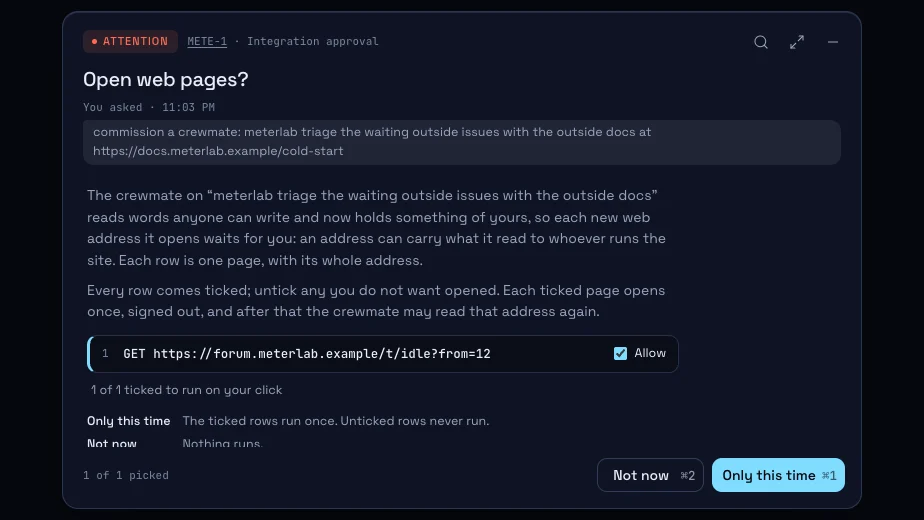 ATTENTION METE-1 · Integration approval
Open web pages?
You asked · 11:03 PM
commission a crewmate: meterlab triage the waiting outside issues with the outside docs at
https://docs.meterlab.example/cold-start
The crewmate on “meterlab triage the waiting outside issues with the outside docs”
reads words anyone can write and now holds something of yours, so each new web
address it opens waits for you: an address can carry what it read to whoever runs the
site. Each row is one page, with its whole address.
Every row comes ticked; untick any you do not want opened. Each ticked page opens
once, signed out, and after that the crewmate may read that address again.
1 GET https://forum.meterlab.example/t/idle?from=12 Allow
1 of 1 ticked to run on your click
Only this time The ticked rows run once. Unticked rows never run.
Not now Nothing runs.
1 of 1 picked Not now ⌘2 Only this time ⌘1